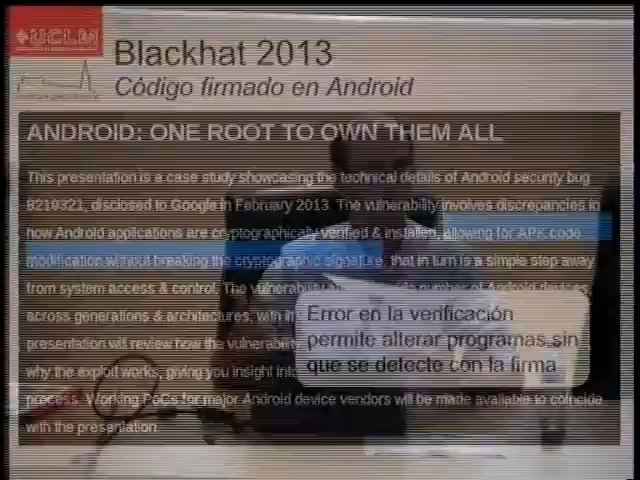 UCLM
Blackhat 2013
Código firmado en Android
ANDROID: ONE ROOT TO OWN THEM ALL
This presentation is a case study showcasing the technical details of Android security bug
8219321, disclosed to Google in February 2013. The vulnerability involves discrepancies in
how Android applications are cryptographically verified & installed, allowing for APK code
modification without breaking the cryptographic signature; that in turn is a simple step away
from system access & control. The vulnerability
across generations & architectures, with
presentation will review how the vulnerability
why the exploit works, giving you insight into
process. Working PoCs for major Android device vendors will be made available to coincide
with the presentation.
Error en la verificación
permite alterar programas sin
que se detecte con la firma